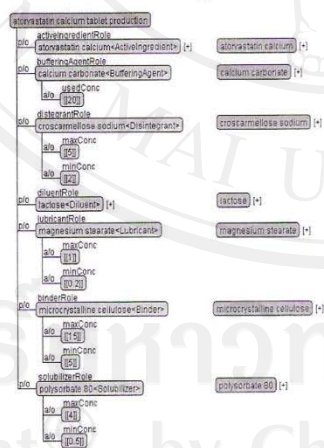 atorvastatin calcium tablet production
activeIngredientRole
p/o atorvastatin calcium<ActiveIngredient> [+] atorvastatin calcium [+]
bufferingAgentRole
p/o calcium carbonate<BufferingAgent> calcium carbonate [+]
usedConc
a/o [[20]]
distegrantRole
p/o croscarmellose sodium<Disintegrant> croscarmellose sodium [+]
maxConc
a/o [[5]]
minConc
a/o [[2]]
diluentRole
p/o lactose<Diluent> [+] lactose [+]
lubricantRole
p/o magnesium stearate<Lubricant> magnesium stearate [+]
maxConc
a/o [[1]]
minConc
a/o [[0.2]]
binderRole
p/o microcrystalline cellulose<Binder> microcrystalline cellulose [+]
maxConc
a/o [[15]]
minConc
a/o [[5]]
solubilizerRole
p/o polysorbate 80<Solubilizer> polysorbate 80 [+]
maxConc
a/o [[4]]
minConc
a/o [[0.5]]